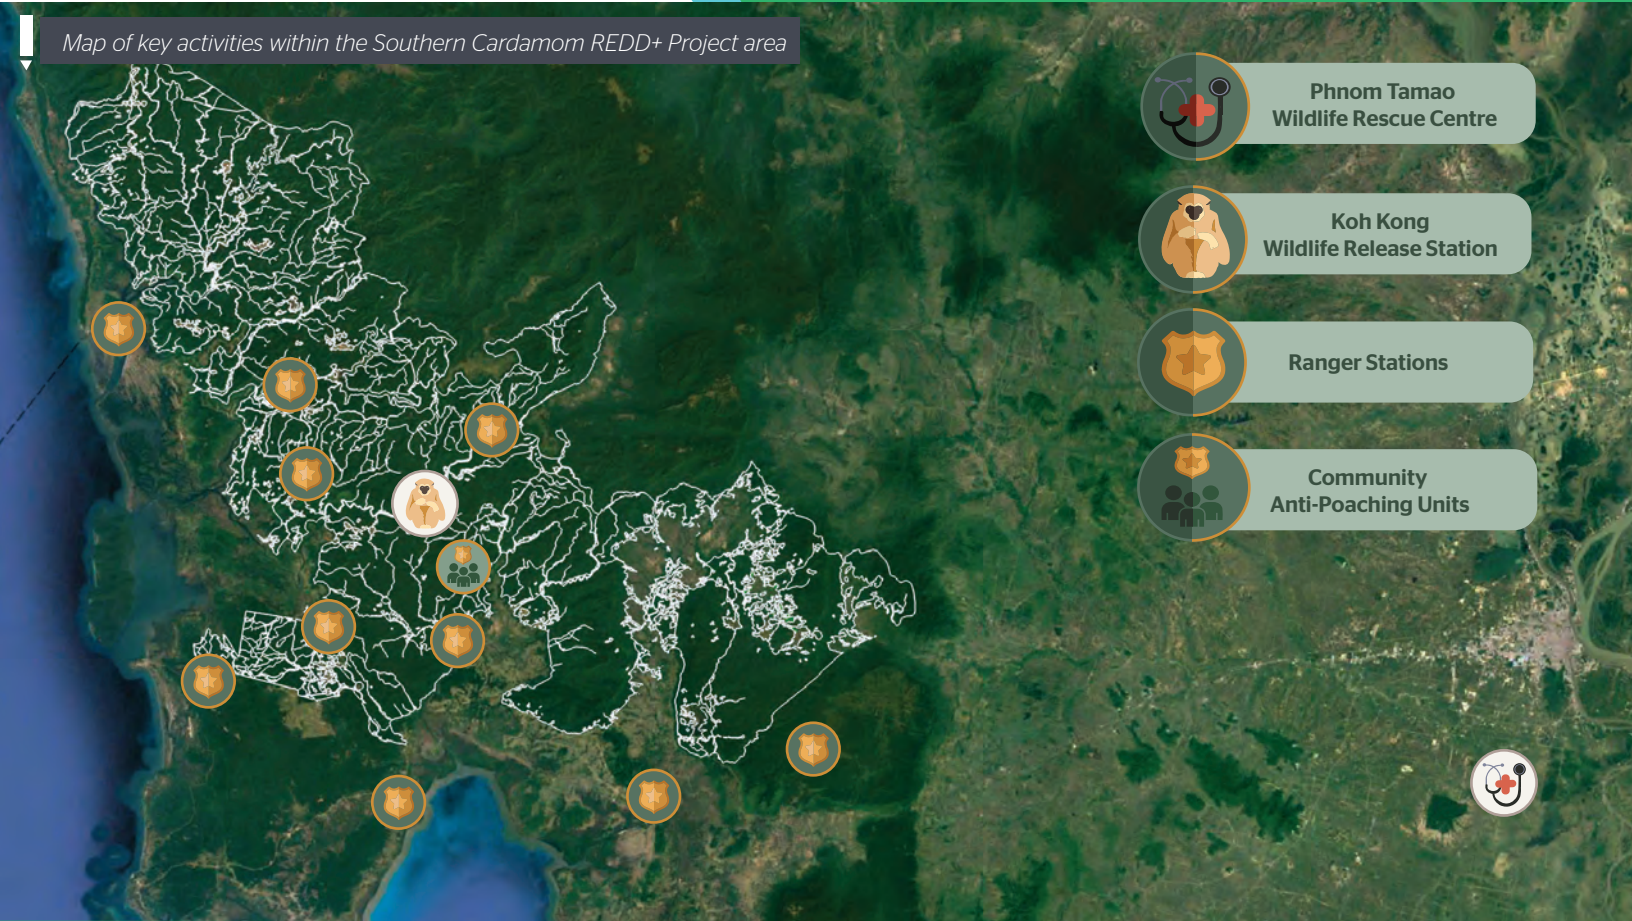 Map of key activities within the Southern Cardamom REDD+ Project area
Phnom Tamao
Wildlife Rescue Centre
Koh Kong
Wildlife Release Station
Ranger Stations
Community
Anti-Poaching Units